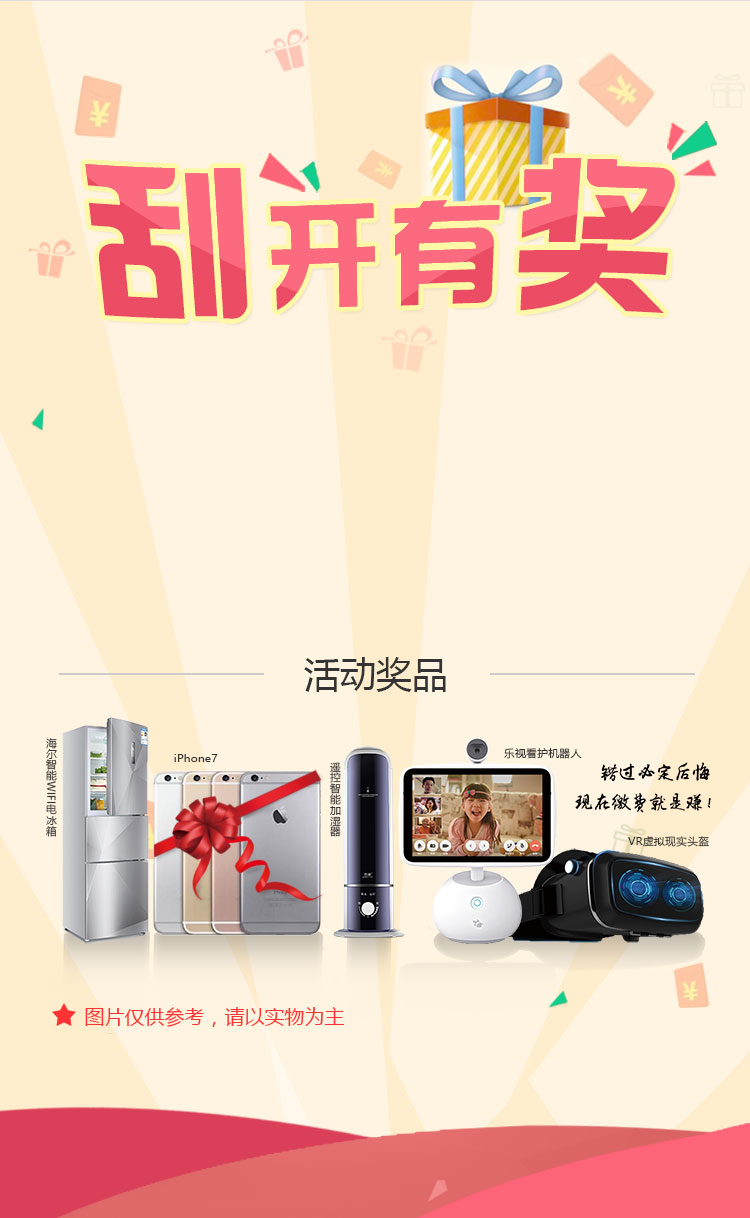 刮开有奖
活动奖品
海尔智能WIFI电冰箱
iPhone7
遥控智能加湿器
乐视看护机器人
错过必定后悔
现在缴费就是赚!
VR虚拟现实头盔
★ 图片仅供参考，请以实物为主